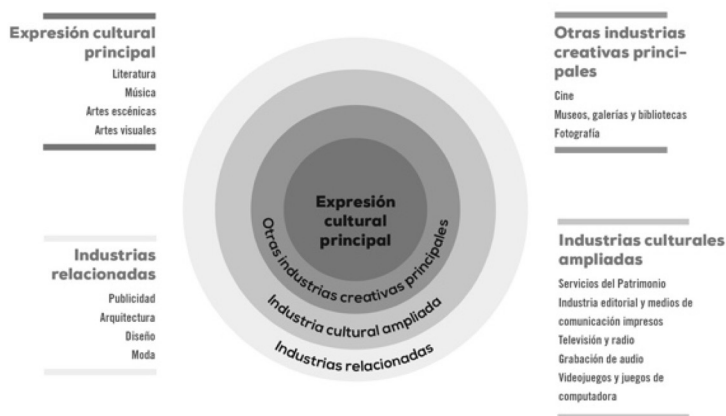 Expresión cultural
principal
Literatura
Música
Artes escénicas
Artes visuales
Otras industrias
creativas princi-
pales
Cine
Museos, galerías y bibliotecas
Fotografía
Expresión
cultural
principal
Otras industrias creativas principales
Industria cultural ampliada
Industrias relacionadas
Industrias
relacionadas
Publicidad
Arquitectura
Diseño
Moda
Industrias culturales
ampliadas
Servicios del Patrimonio
Industria editorial y medios de
comunicación impresos
Televisión y radio
Grabación de audio
Videojuegos y juegos de
computadora